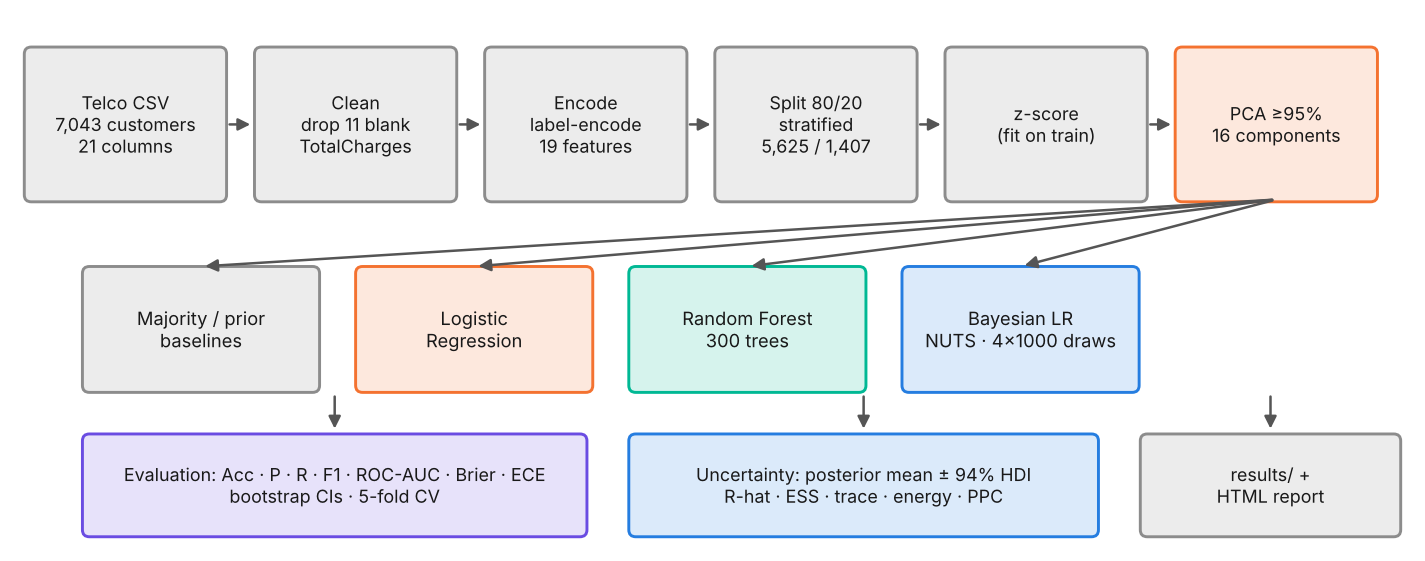 Telco CSV
7,043 customers
21 columns
Clean
drop 11 blank
TotalCharges
Encode
label-encode
19 features
Split 80/20
stratified
5,625 / 1,407
z-score
(fit on train)
PCA ≥95%
16 components
Majority / prior
baselines
Logistic
Regression
Random Forest
300 trees
Bayesian LR
NUTS · 4×1000 draws
Evaluation: Acc · P · R · F1 · ROC-AUC · Brier · ECE
bootstrap CIs · 5-fold CV
Uncertainty: posterior mean ± 94% HDI
R-hat · ESS · trace · energy · PPC
results/ +
HTML report